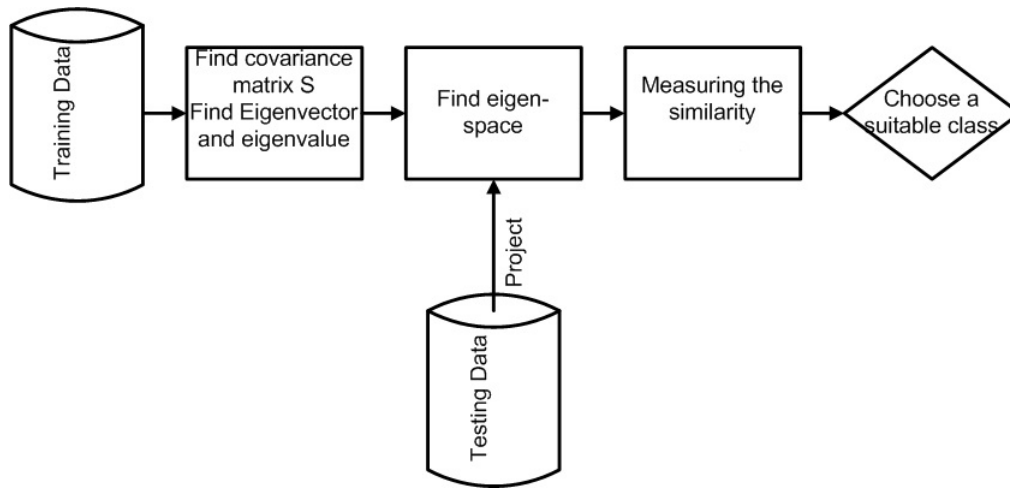 Training Data
Find covariance
matrix S
Find Eigenvector
and eigenvalue
Find eigen-
space
Measuring the
similarity
Choose a
suitable class
Project
Testing Data